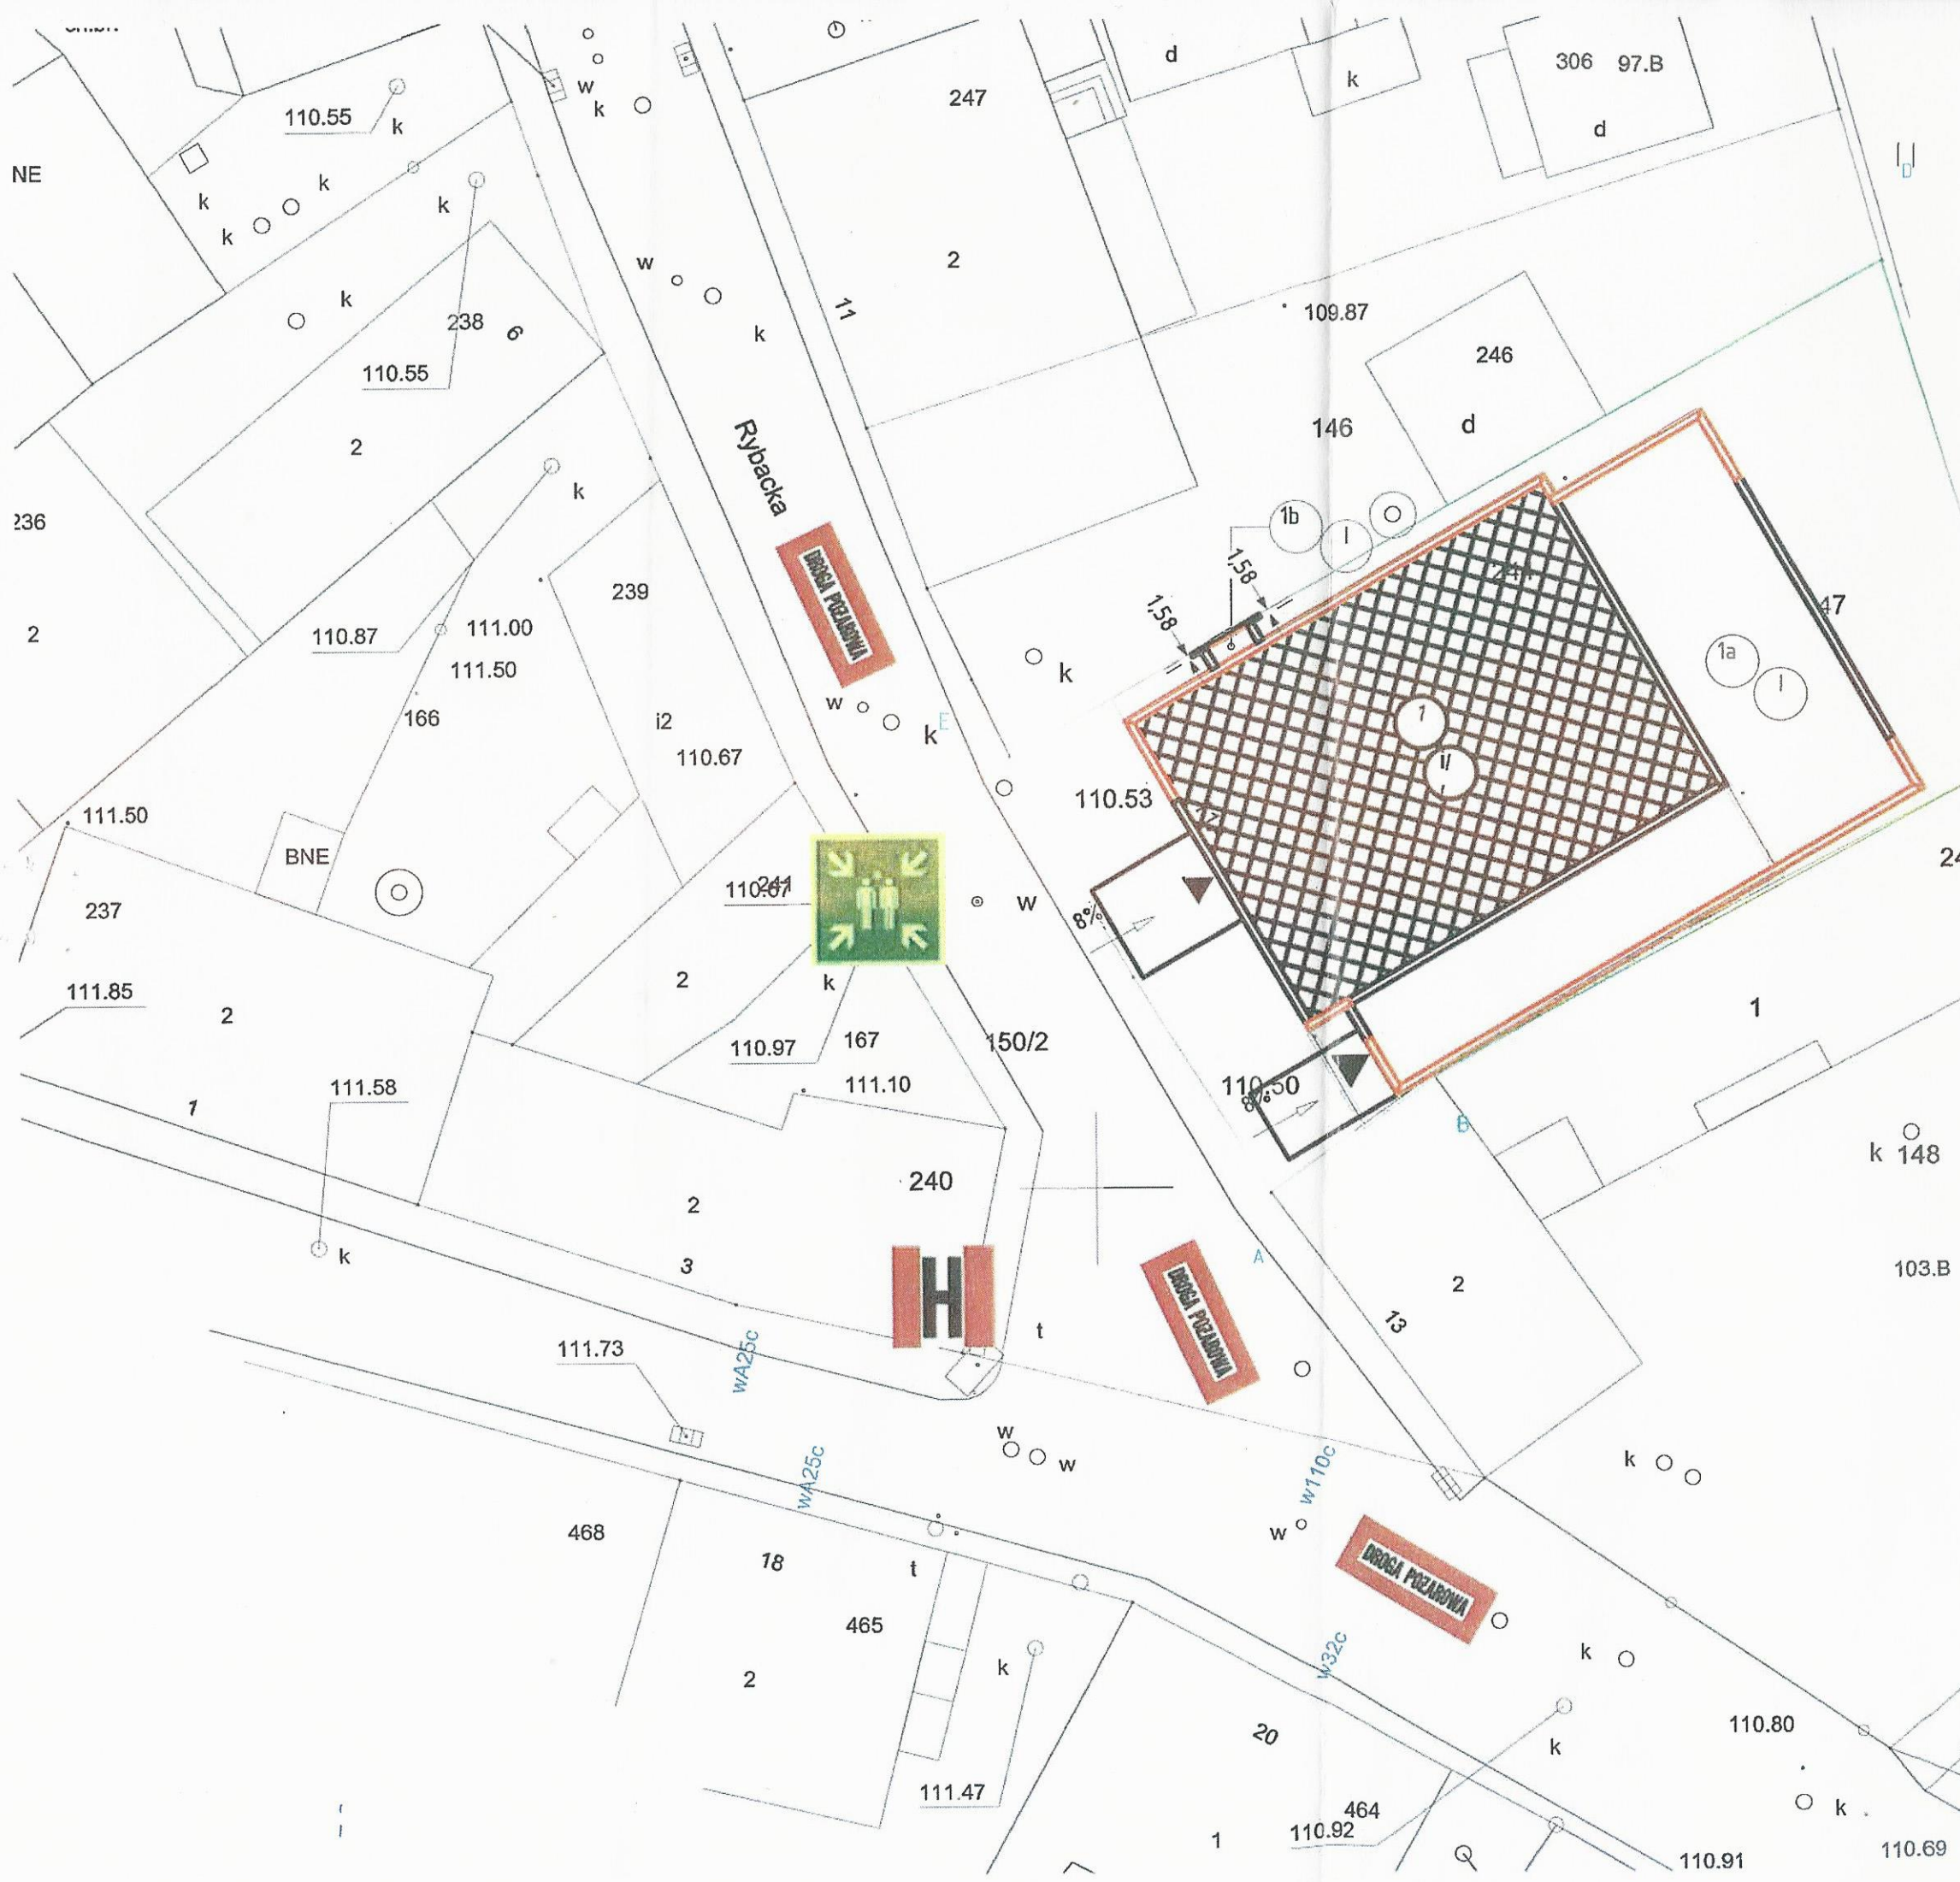 110.55
k
w
k
247
d
k
306 97.B
d
NE
k
k
k
k
D
w
k
2
11
109.87
k
238
6
110.55
246
146
d
2
Rybacka
k
236
239
DROGA POŻAROWA
1b
I
1,58
1,58
2
110.87
111.00
111.50
166
i2
110.67
w
k
E
k
47
1a
I
1
II/
I
110.53
111.50
BNE
237
241
w
8%
24
2
k
111.85
2
110.97
167
150/2
111.10
1
111.58
1
110.50
8%
B
k 148
240
2
3
k
H
t
A
DROGA POŻAROWA
2
13
103.B
111.73
wA25c
wA25c
w
w
w110c
w
k
468
18
t
465
2
k
DROGA POŻAROWA
w32c
k
20
k
110.80
111.47
464
110.92
1
k
110.91
110.69